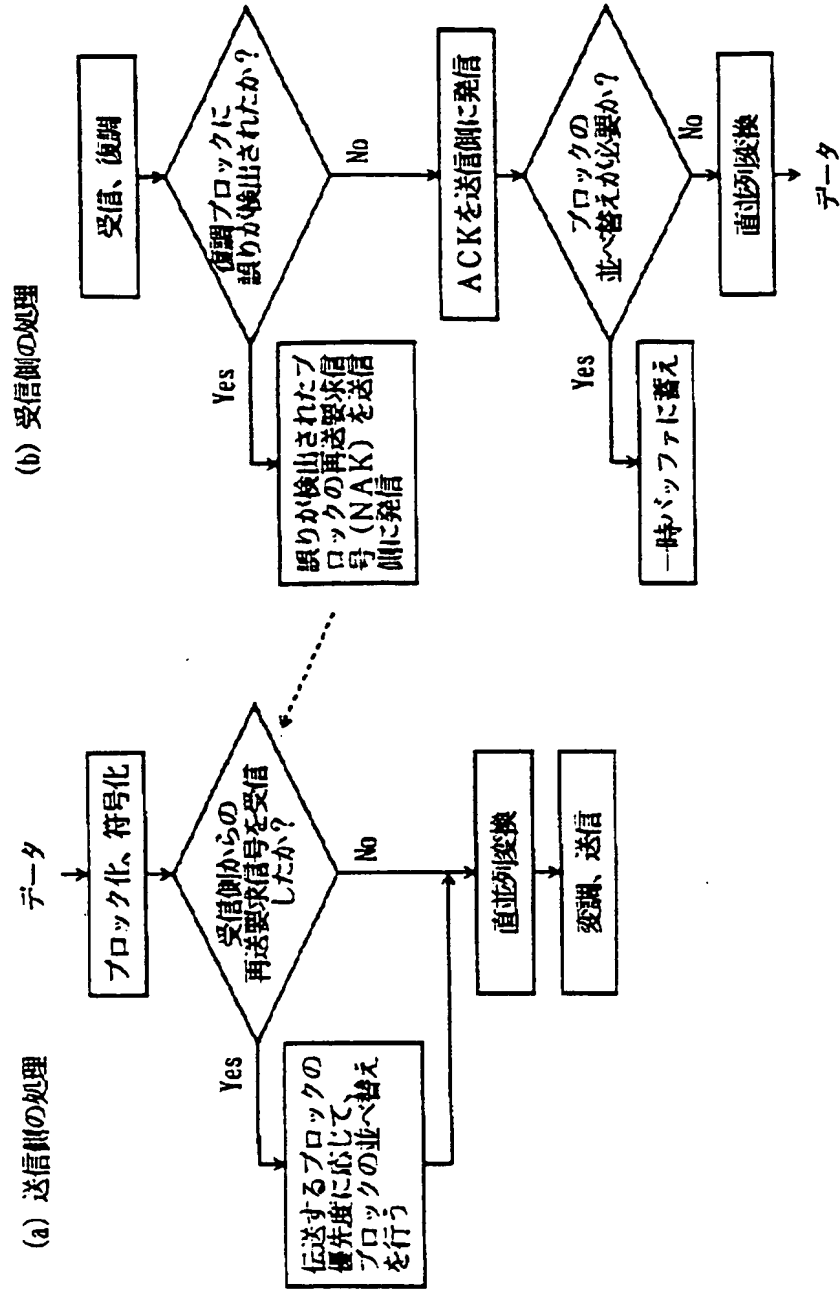 (a) 送信側の処理
データ
ブロック化、符号化
受信側からの
再送要求信号を受信
したか?
Yes
No
伝送するブロックの
優先度に応じて、
ブロックの並べ替え
を行う
直並列変換
変調、送信
(b) 受信側の処理
受信、復調
復調ブロックに
誤りが検出されたか?
Yes
No
誤りが検出されたブ
ロックの再送要求信
号（NAK）を送信
側に発信
ACKを送信側に発信
ブロックの
並べ替えが必要か?
Yes
No
一時バッファに蓄え
直並列変換
データ